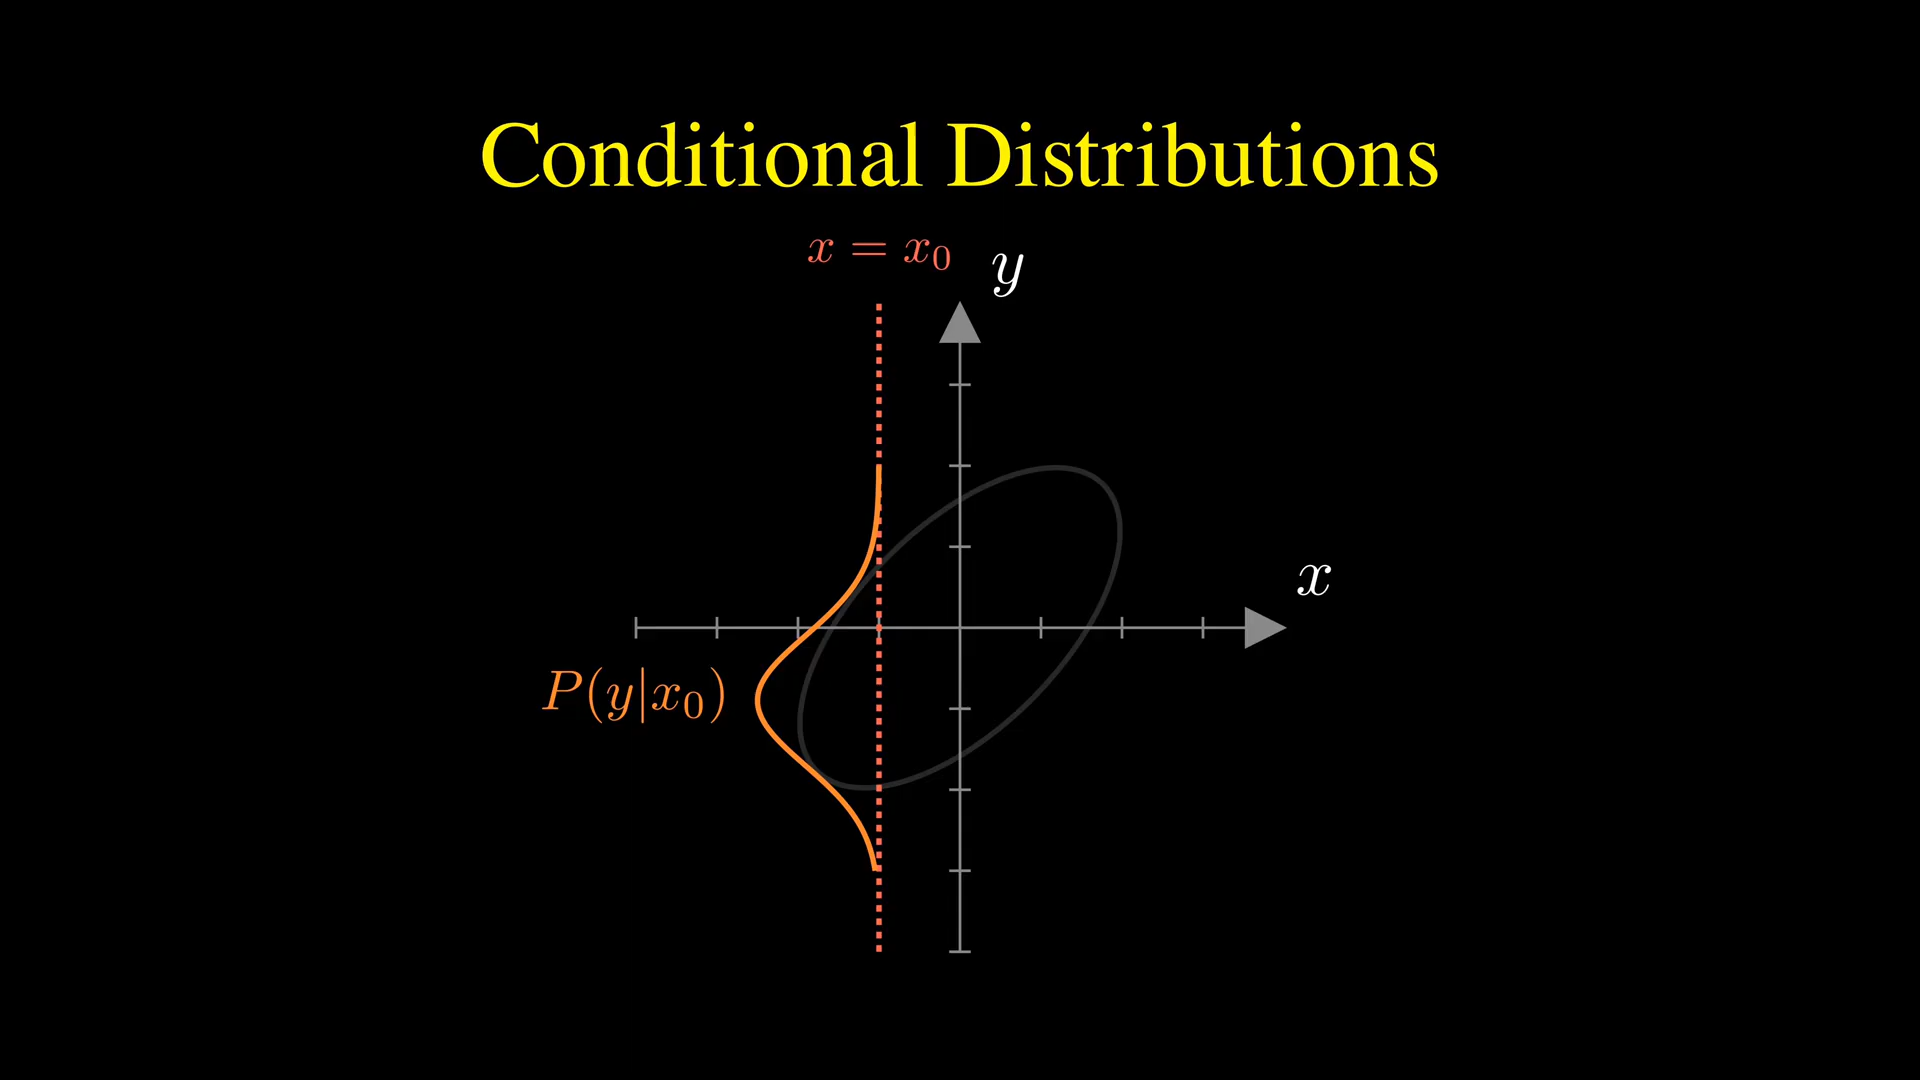 Conditional Distributions
x = x₀
y
x
P(y|x₀)